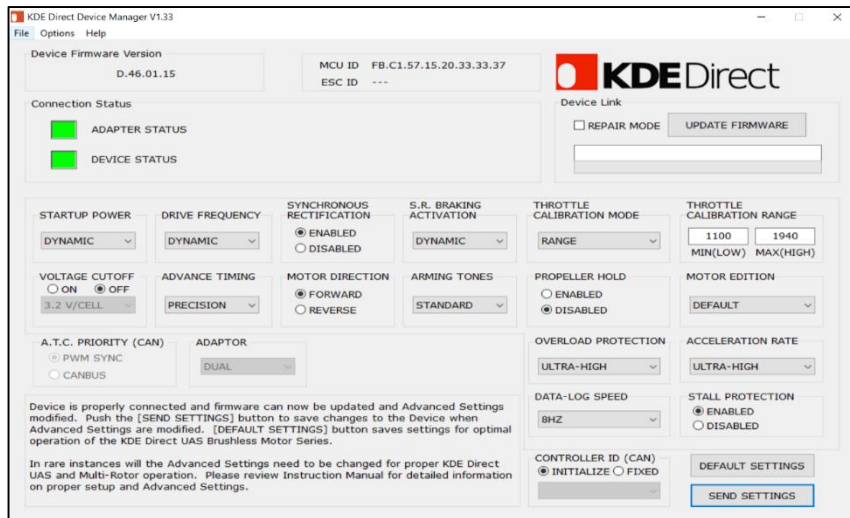 KDE Direct Device Manager V1.33
File Options Help
Device Firmware Version
D.46.01.15
MCU ID FB.C1.57.15.20.33.33.37
ESC ID ---
KDEDirect
Connection Status
ADAPTER STATUS
DEVICE STATUS
Device Link
REPAIR MODE
UPDATE FIRMWARE
STARTUP POWER
DYNAMIC
DRIVE FREQUENCY
DYNAMIC
SYNCHRONOUS
RECTIFICATION
ENABLED
DISABLED
S.R. BRAKING
ACTIVATION
DYNAMIC
THROTTLE
CALIBRATION MODE
RANGE
THROTTLE
CALIBRATION RANGE
1100 1940
MIN(LOW) MAX(HIGH)
VOLTAGE CUTOFF
ON OFF
3.2 V/CELL
ADVANCE TIMING
PRECISION
MOTOR DIRECTION
FORWARD
REVERSE
ARMING TONES
STANDARD
PROPELLER HOLD
ENABLED
DISABLED
MOTOR EDITION
DEFAULT
A.T.C. PRIORITY (CAN)
PWM SYNC
CANBUS
ADAPTOR
DUAL
OVERLOAD PROTECTION
ULTRA-HIGH
ACCELERATION RATE
ULTRA-HIGH
Device is properly connected and firmware can now be updated and Advanced Settings
modified. Push the [SEND SETTINGS] button to save changes to the Device when
Advanced Settings are modified. [DEFAULT SETTINGS] button saves settings for optimal
operation of the KDE Direct UAS Brushless Motor Series.
In rare instances will the Advanced Settings need to be changed for proper KDE Direct
UAS and Multi-Rotor operation. Please review Instruction Manual for detailed information
on proper setup and Advanced Settings.
DATA-LOG SPEED
8HZ
STALL PROTECTION
ENABLED
DISABLED
CONTROLLER ID (CAN)
INITIALIZE FIXED
DEFAULT SETTINGS
SEND SETTINGS